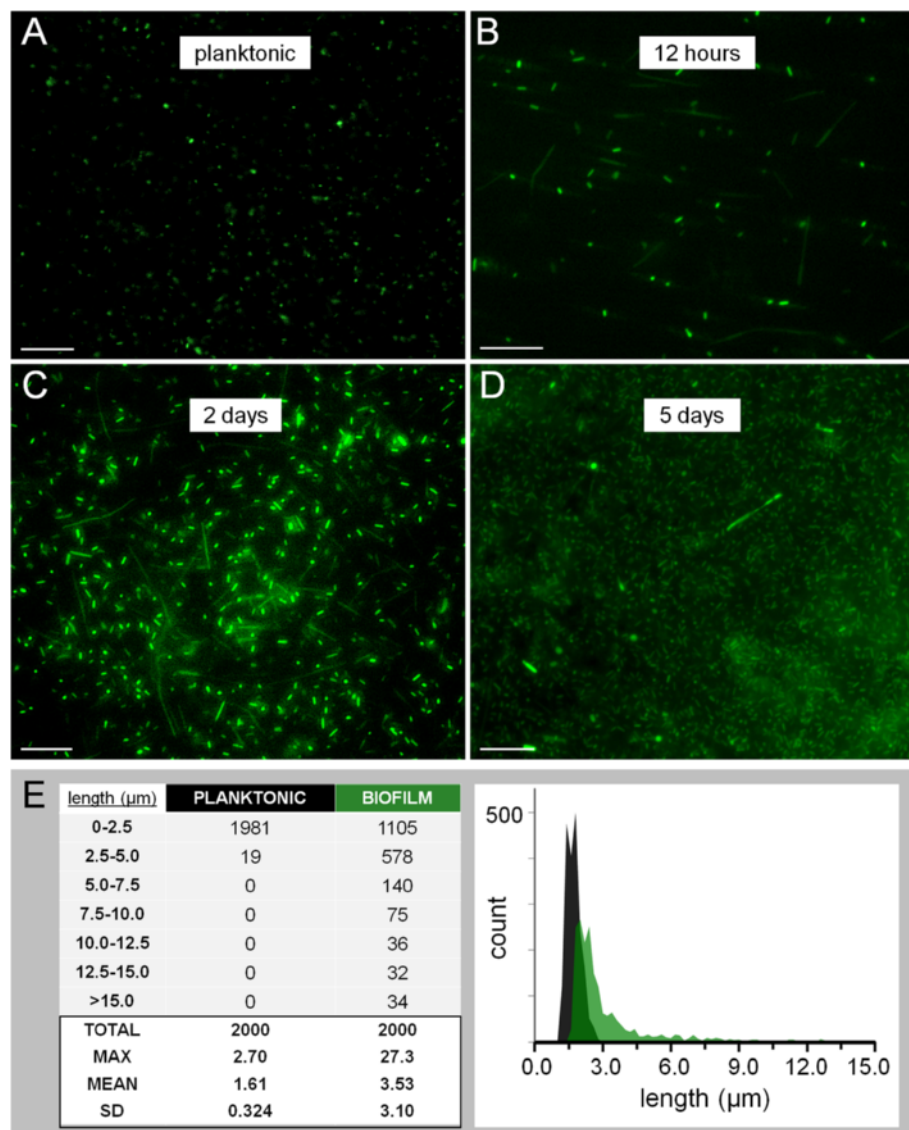 A
planktonic
B
12 hours
C
2 days
D
5 days
E
length (µm) PLANKTONIC BIOFILM
0-2.5 1981 1105
2.5-5.0 19 578
5.0-7.5 0 140
7.5-10.0 0 75
10.0-12.5 0 36
12.5-15.0 0 32
>15.0 0 34
TOTAL 2000 2000
MAX 2.70 27.3
MEAN 1.61 3.53
SD 0.324 3.10
500
count
0.0 3.0 6.0 9.0 12.0 15.0
length (µm)